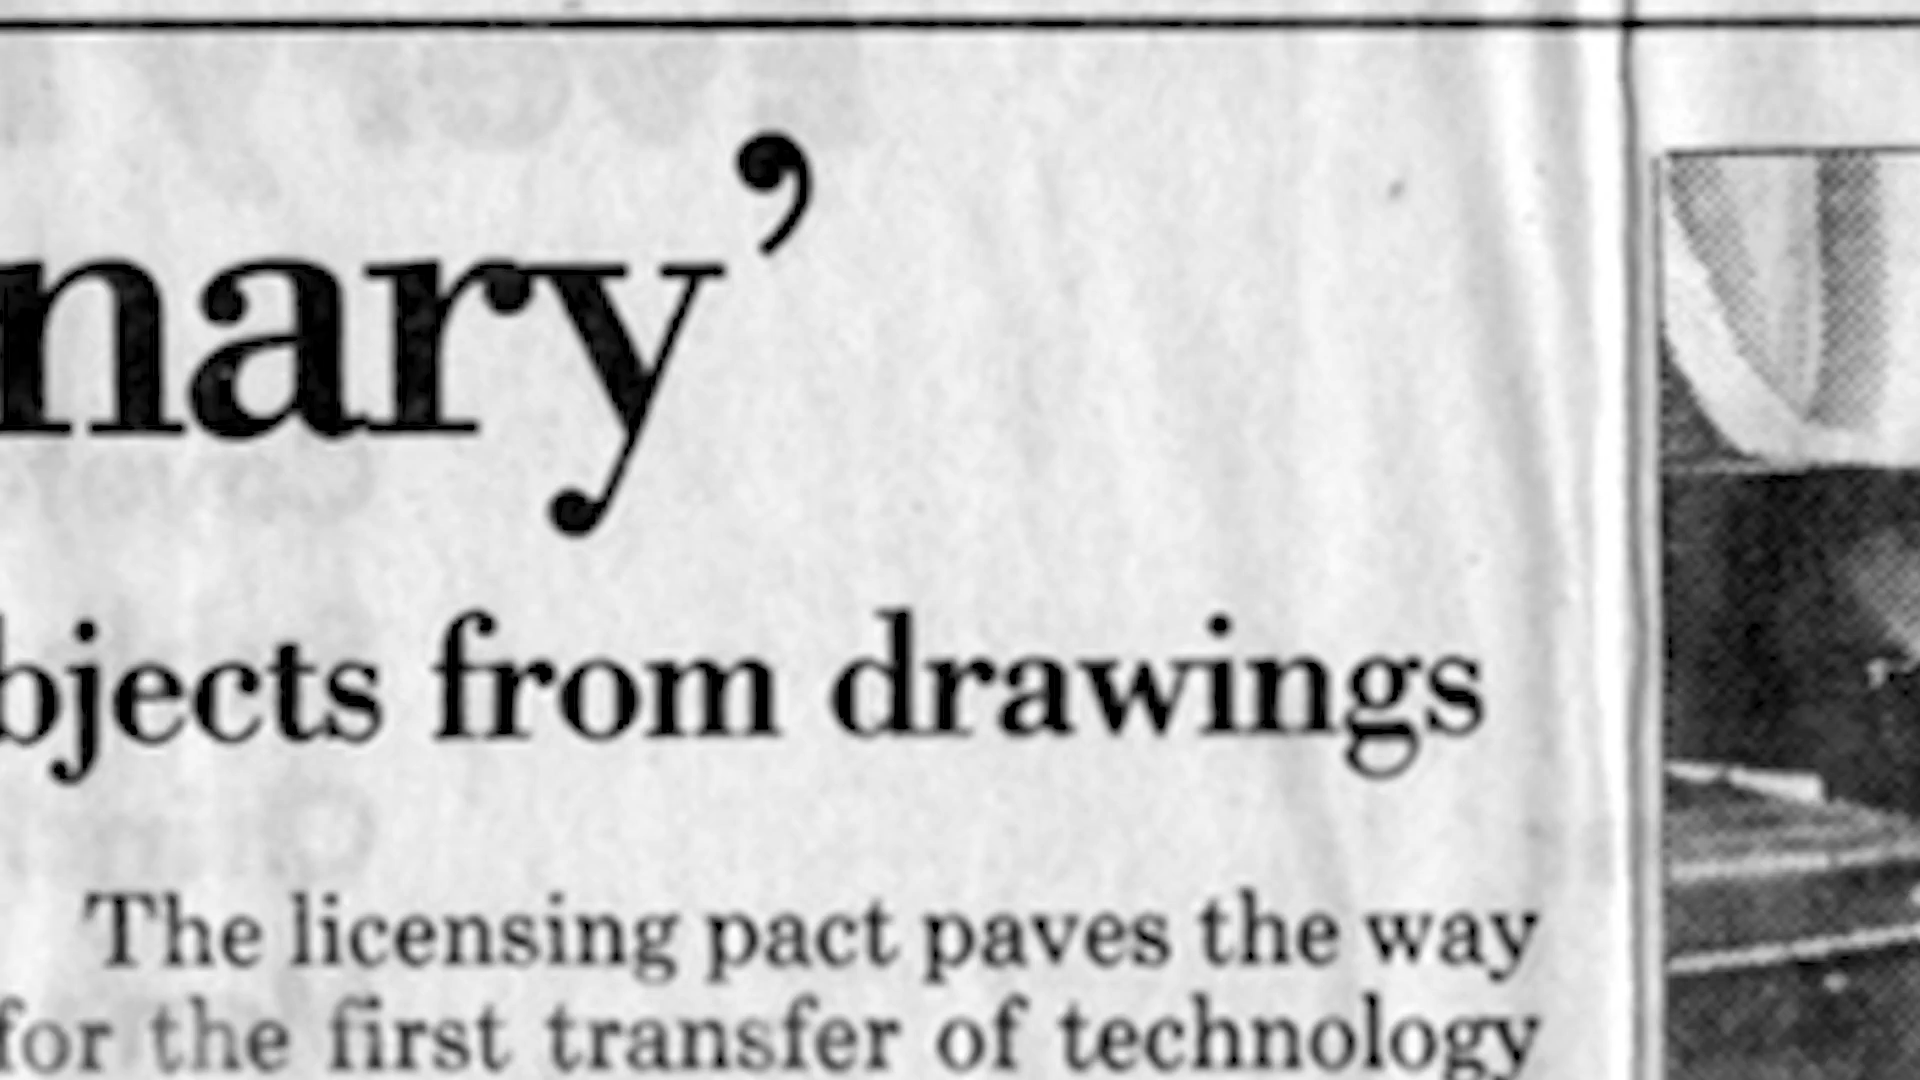 nary’
bjects from drawings
The licensing pact paves the way
for the first transfer of technology